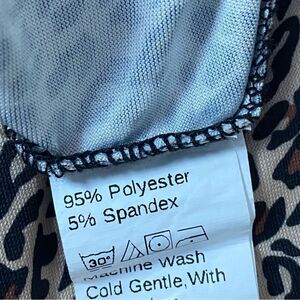 95% Polyester
5% Spandex
30°
Machine Wash
Cold Gentle, With